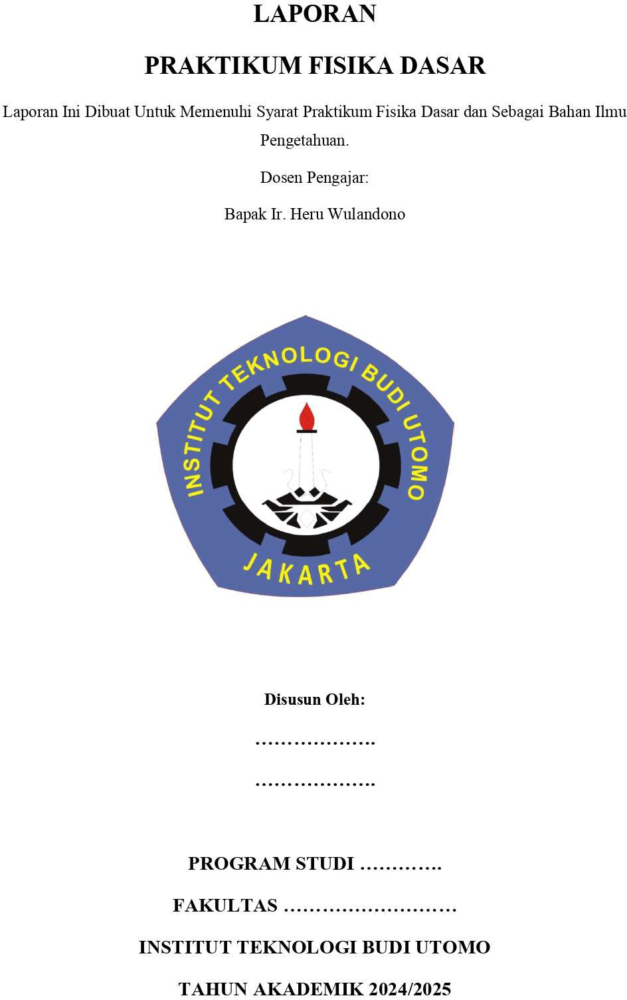 LAPORAN
PRAKTIKUM FISIKA DASAR
Laporan Ini Dibuat Untuk Memenuhi Syarat Praktikum Fisika Dasar dan Sebagai Bahan Ilmu
Pengetahuan.
Dosen Pengajar:
Bapak Ir. Heru Wulandono
INSTITUT TEKNOLOGI BUDI UTOMO
JAKARTA
Disusun Oleh:
……………….
……………….
PROGRAM STUDI ………….
FAKULTAS ………………………
INSTITUT TEKNOLOGI BUDI UTOMO
TAHUN AKADEMIK 2024/2025